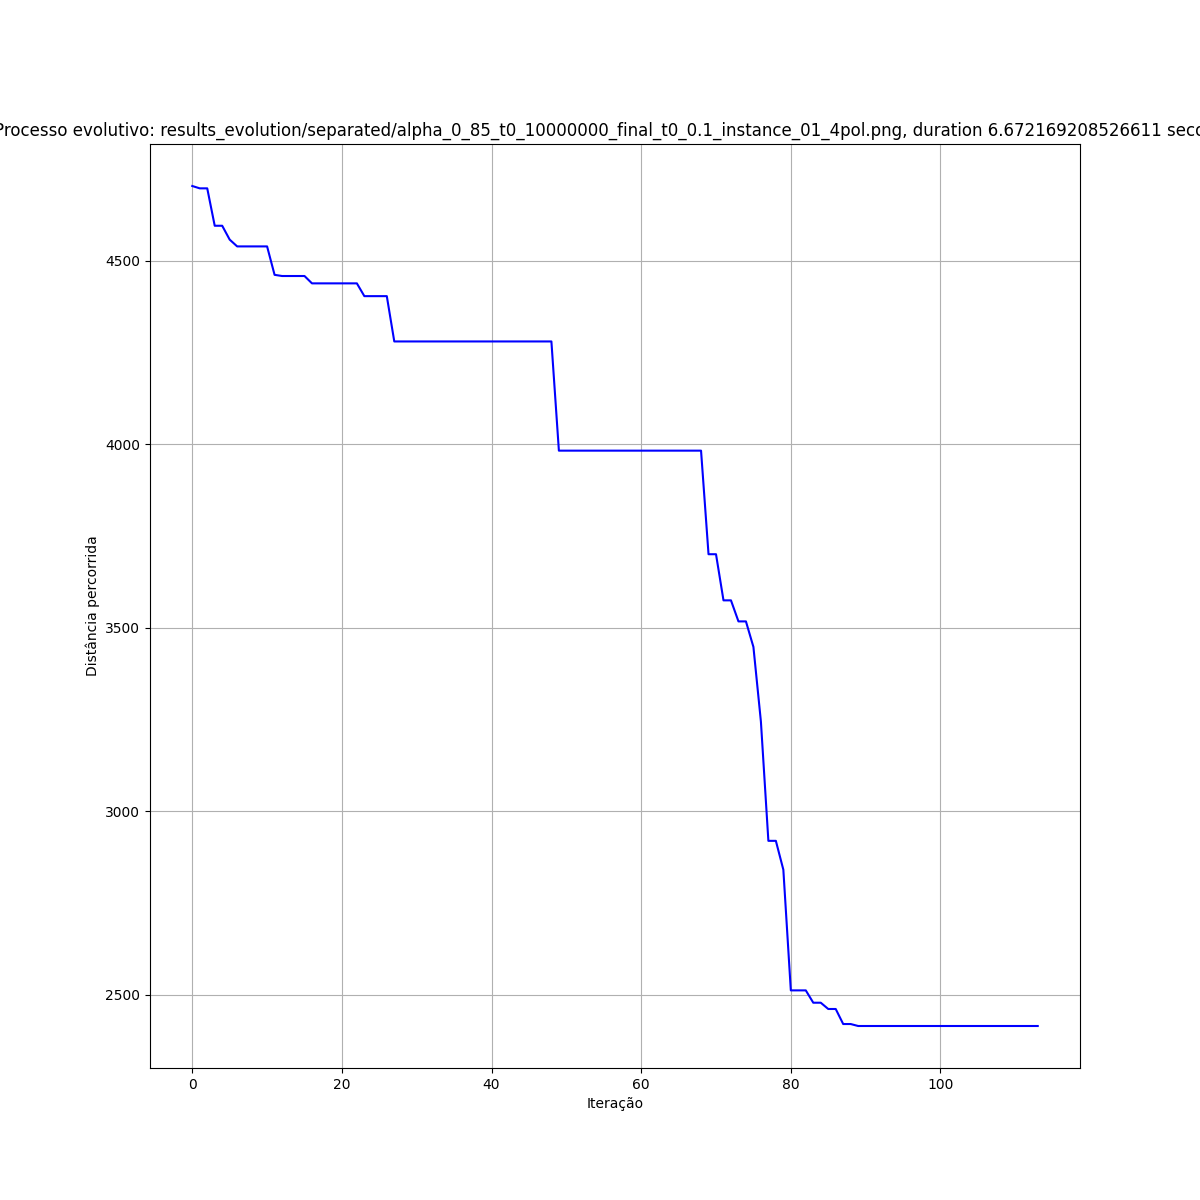 Processo evolutivo: results_evolution/separated/alpha_0_85_t0_10000000_final_t0_0.1_instance_01_4pol.png, duration 6.672169208526611 seco
4500
4000
3500
3000
2500
Distância percorrida
0 20 40 60 80 100
Iteração